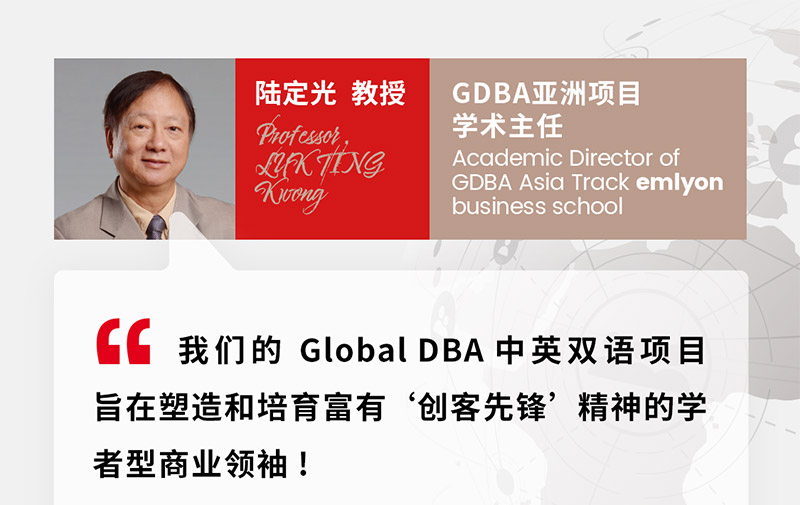 陆定光 教授
Professor,
LUK TING
Kwong
GDBA亚洲项目
学术主任
Academic Director of
GDBA Asia Track emlyon
business school
“ 我们的 Global DBA 中英双语项目
旨在塑造和培育富有‘创客先锋’精神的学
者型商业领袖！